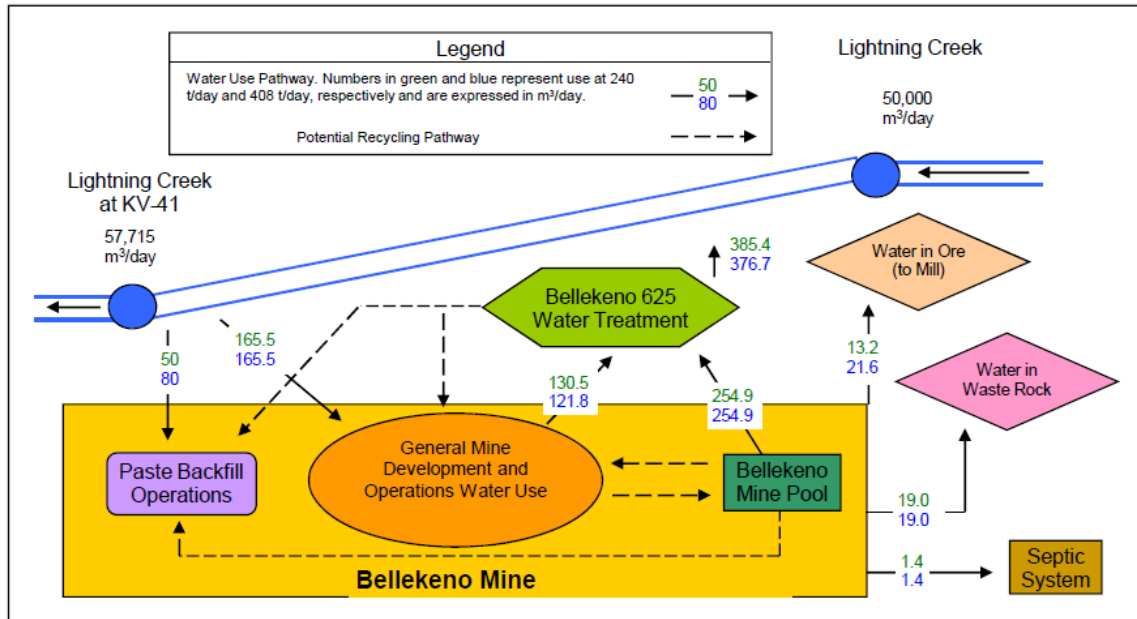 Legend
Water Use Pathway. Numbers in green and blue represent use at 240
t/day and 408 t/day, respectively and are expressed in m³/day.
50
80
Potential Recycling Pathway
Lightning Creek
50,000
m³/day
Lightning Creek
at KV-41
57,715
m³/day
385.4
376.7
Water in Ore
(to Mill)
Bellekeno 625
Water Treatment
50
80
165.5
165.5
130.5
121.8
254.9
254.9
13.2
21.6
Water in
Waste Rock
Paste Backfill
Operations
General Mine
Development and
Operations Water Use
Bellekeno
Mine Pool
19.0
19.0
Bellekeno Mine
1.4
1.4
Septic
System